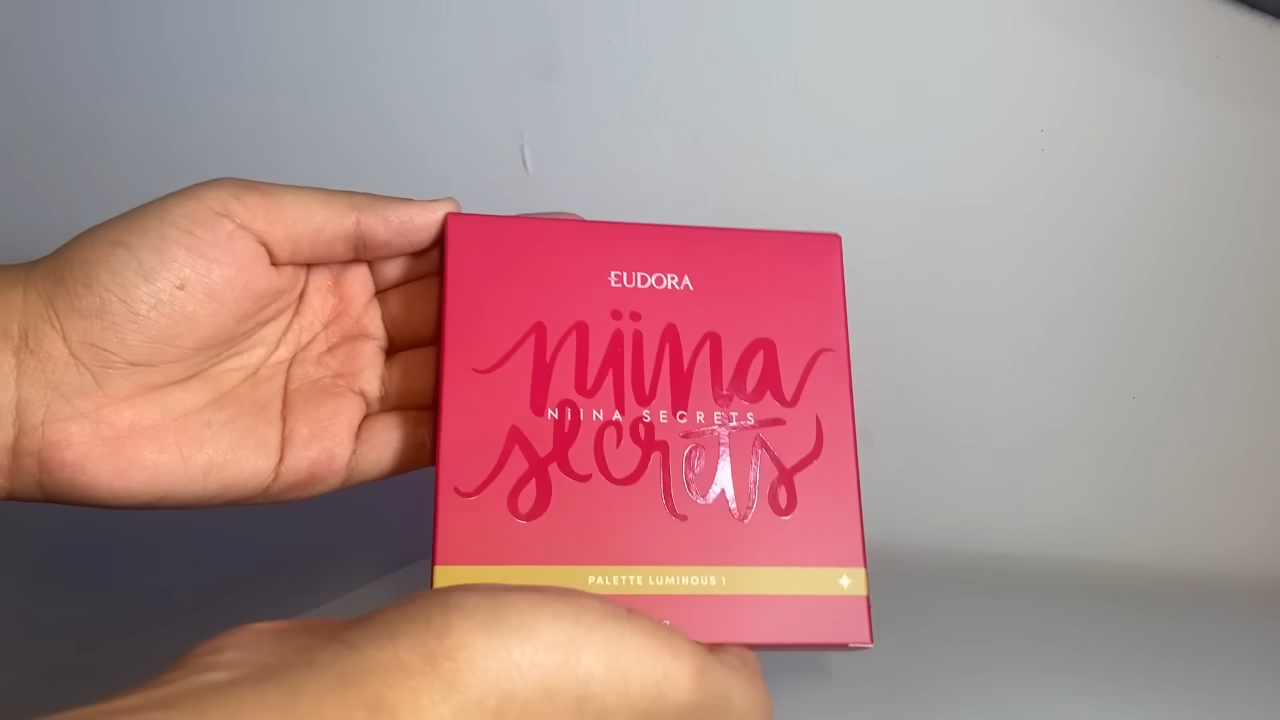 EUDORA
niina
NiiNA SECRETS
secrets
PALETTE LUMINOUS 1